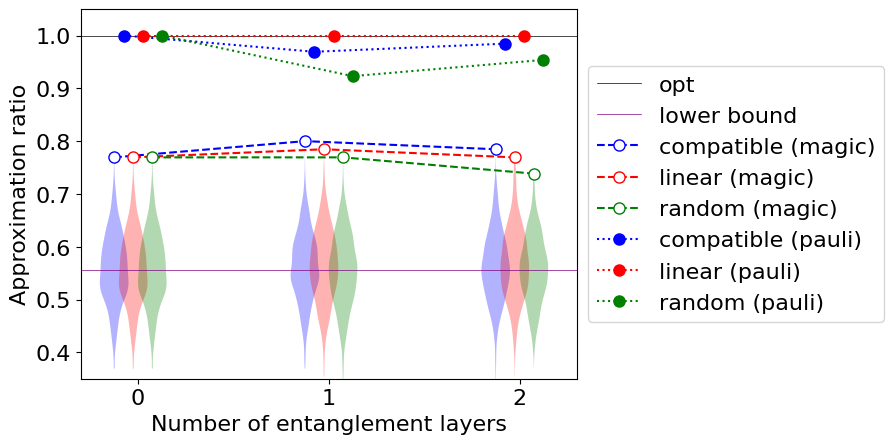 1.0
0.9
0.8
0.7
0.6
0.5
0.4
Approximation ratio
0 1 2
Number of entanglement layers
opt
lower bound
compatible (magic)
linear (magic)
random (magic)
compatible (pauli)
linear (pauli)
random (pauli)